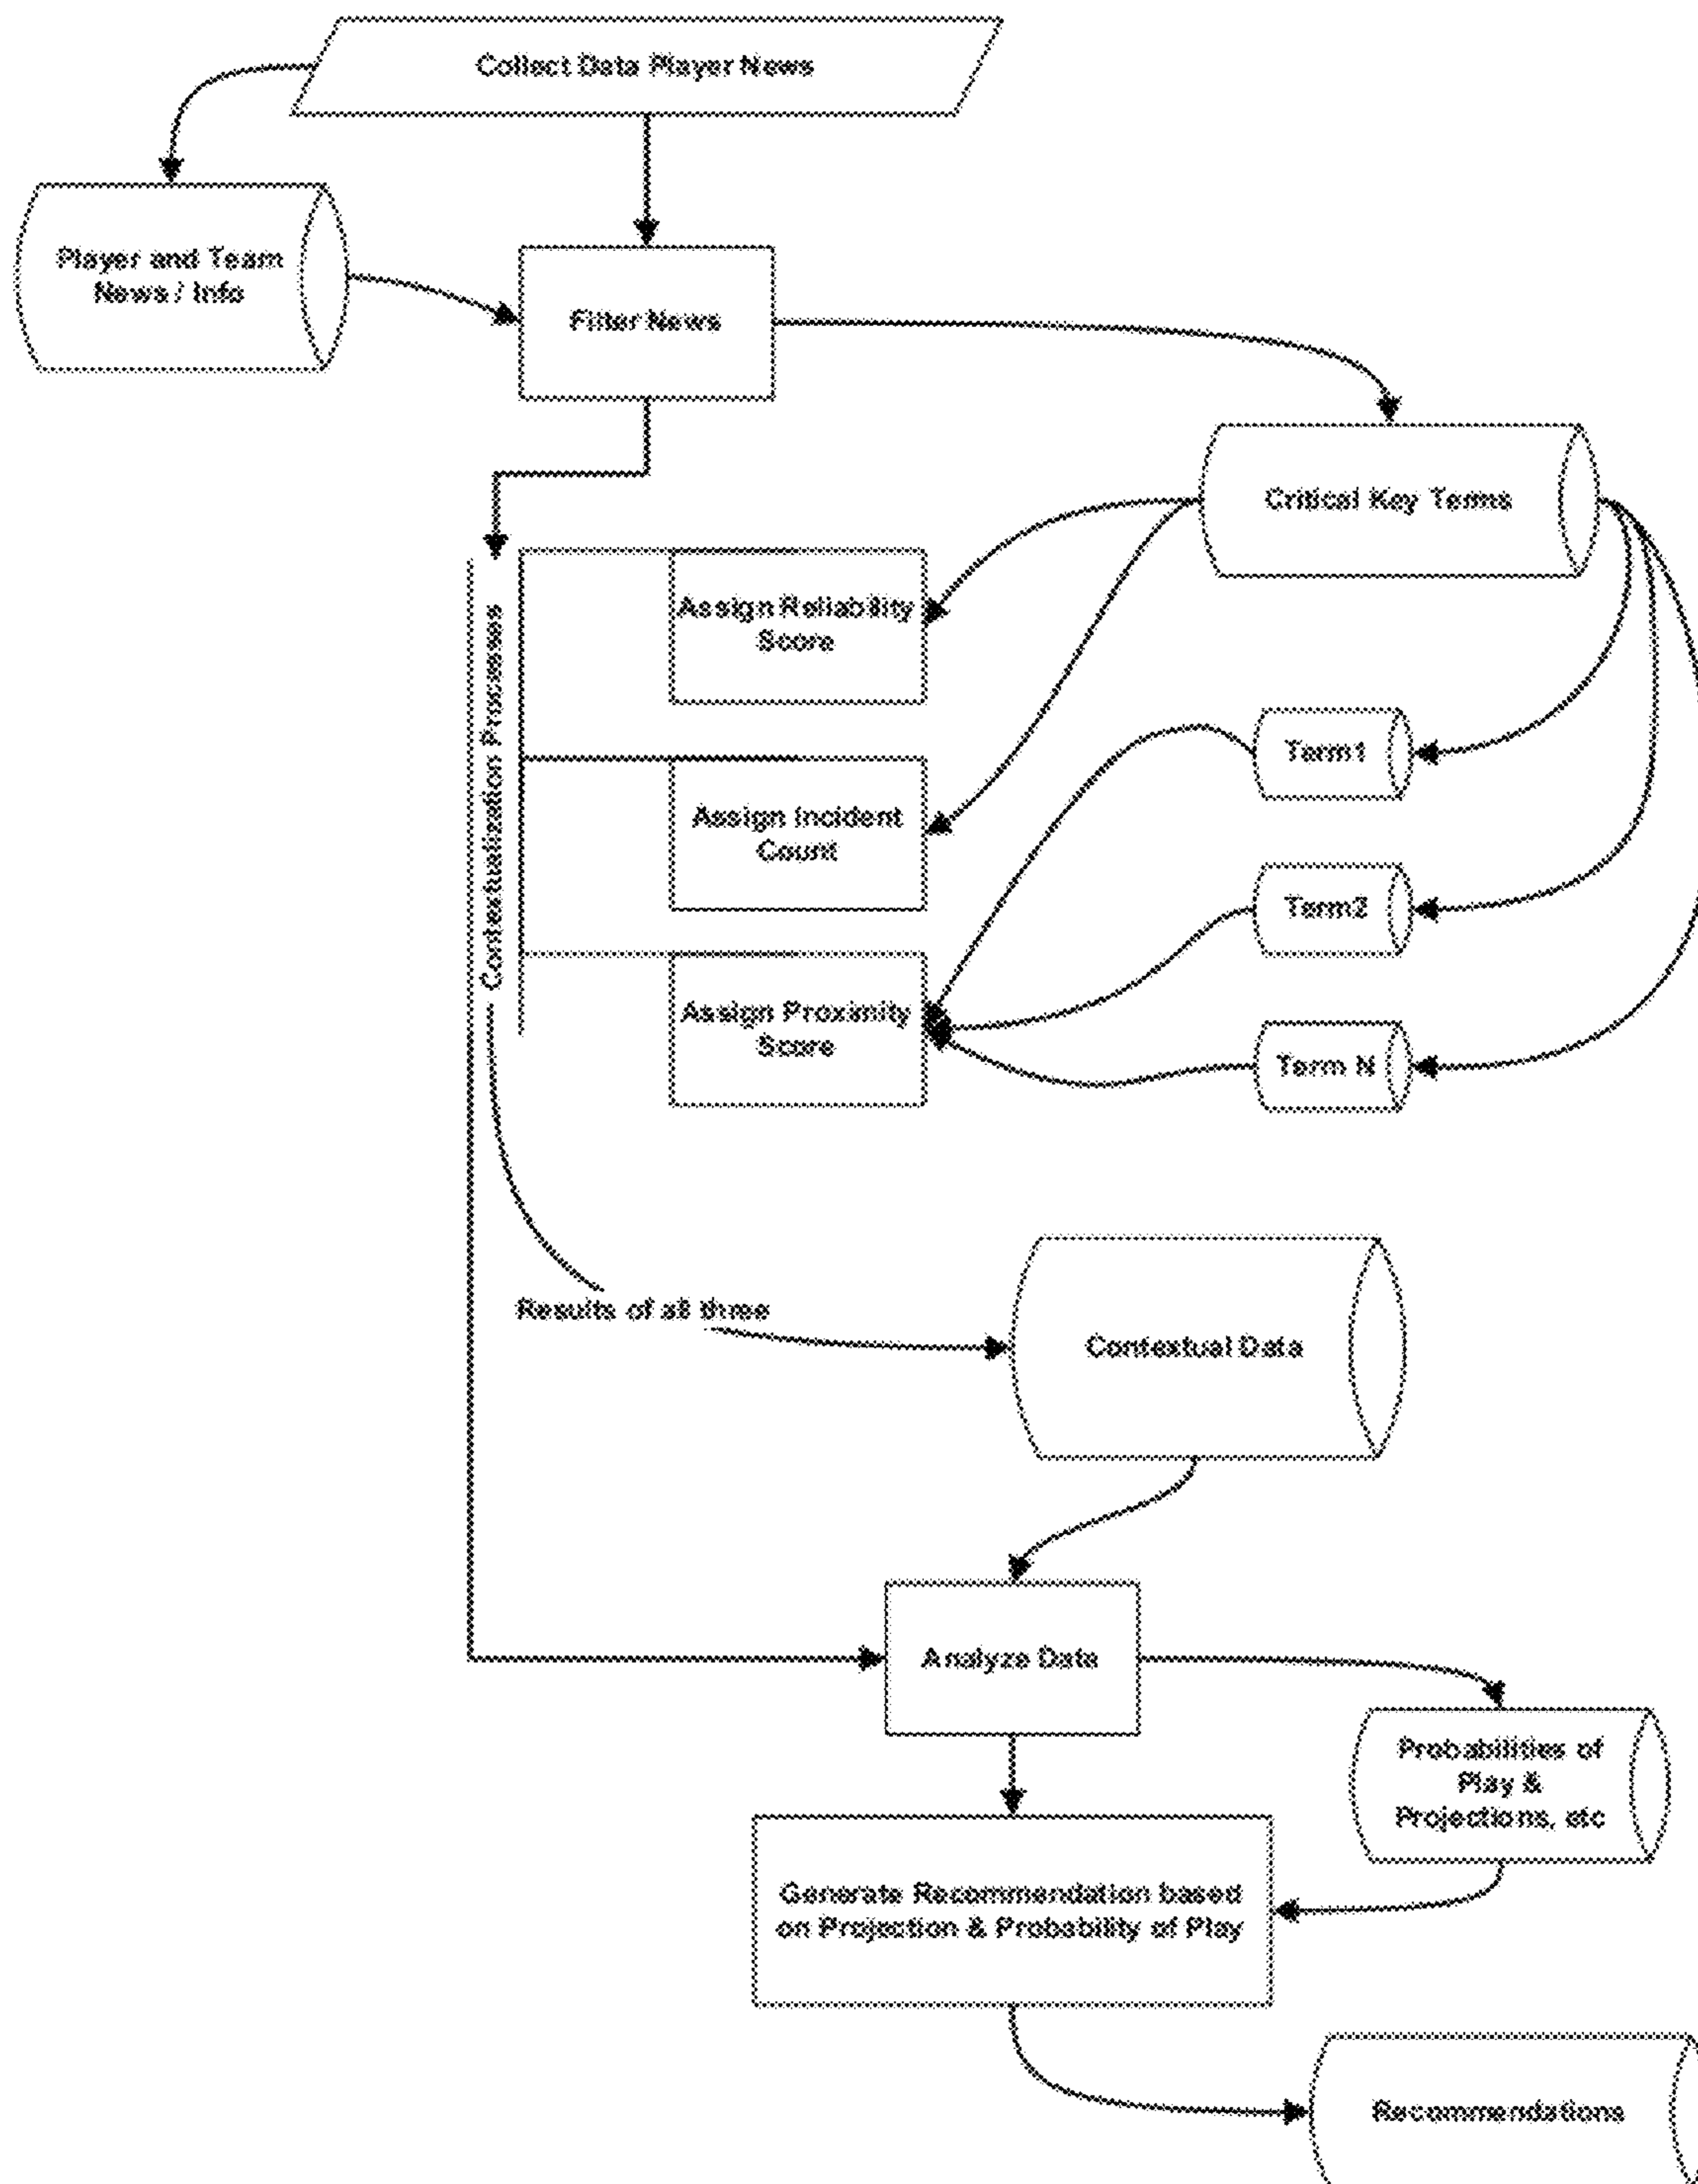 Collect Data Player News
Player and Team
News / Info
Filter News
Critical Key Terms
Contextualization Processes
Assign Reliability
Score
Term1
Assign Incident
Count
Term2
Assign Proximity
Score
Term N
Results of all three
Contextual Data
Analyze Data
Probabilities of
Play &
Projections, etc
Generate Recommendation based
on Projection & Probability of Play
Recommendations